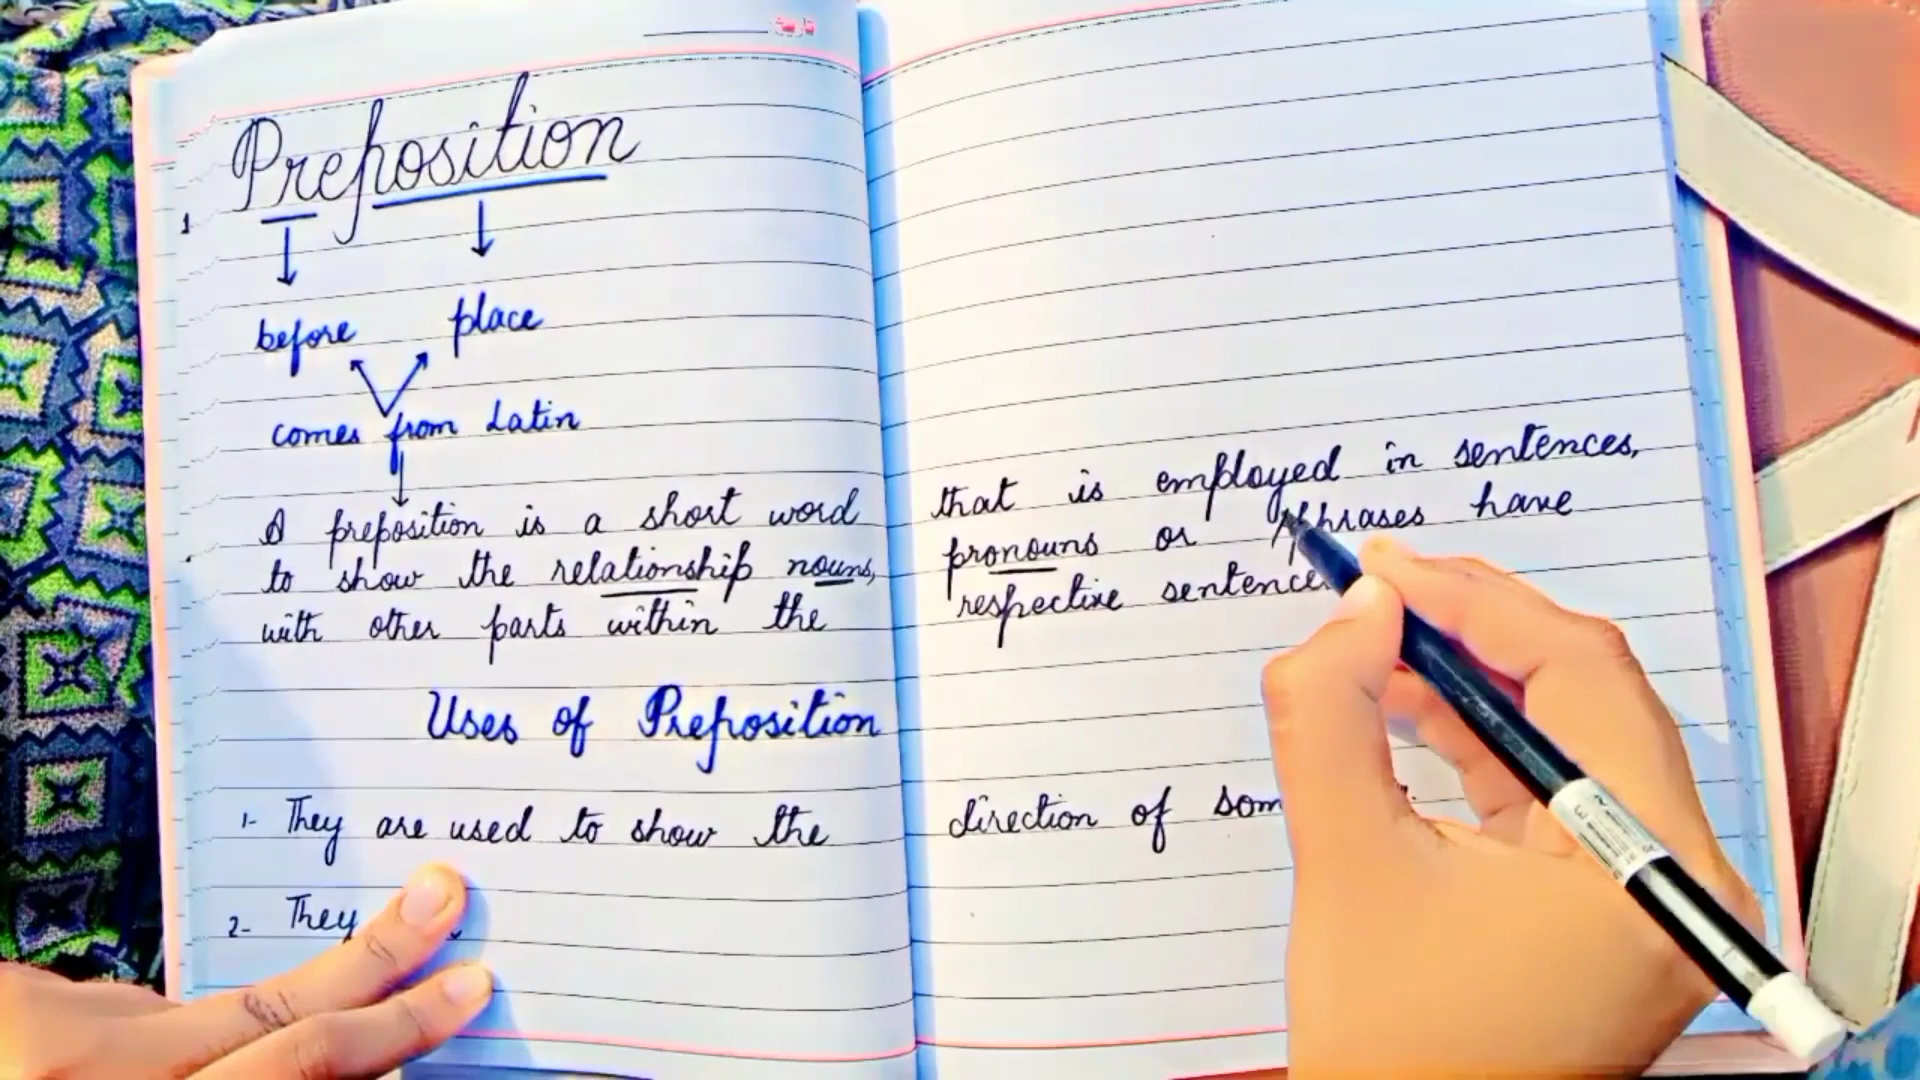 Preposition
before place
comes from Latin
A preposition is a short word that is employed in sentences,
to show the relationship nouns, pronouns or phrases have
with other parts within the respective
Uses of Preposition
1- They are used to show the direction of
2- They